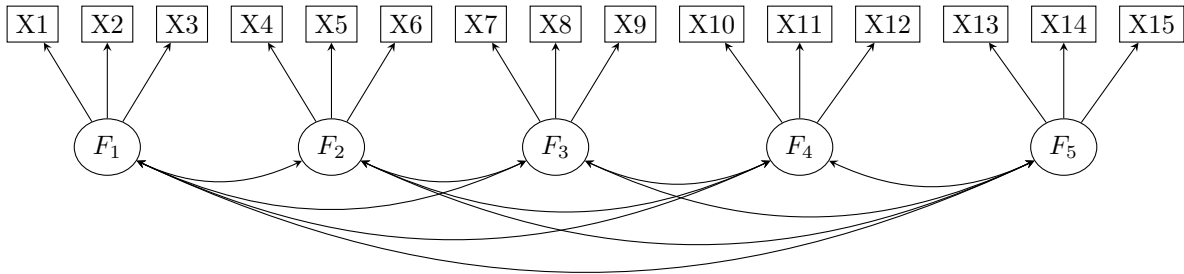 X1 X2 X3 X4 X5 X6 X7 X8 X9 X10 X11 X12 X13 X14 X15
F₁ F₂ F₃ F₄ F₅